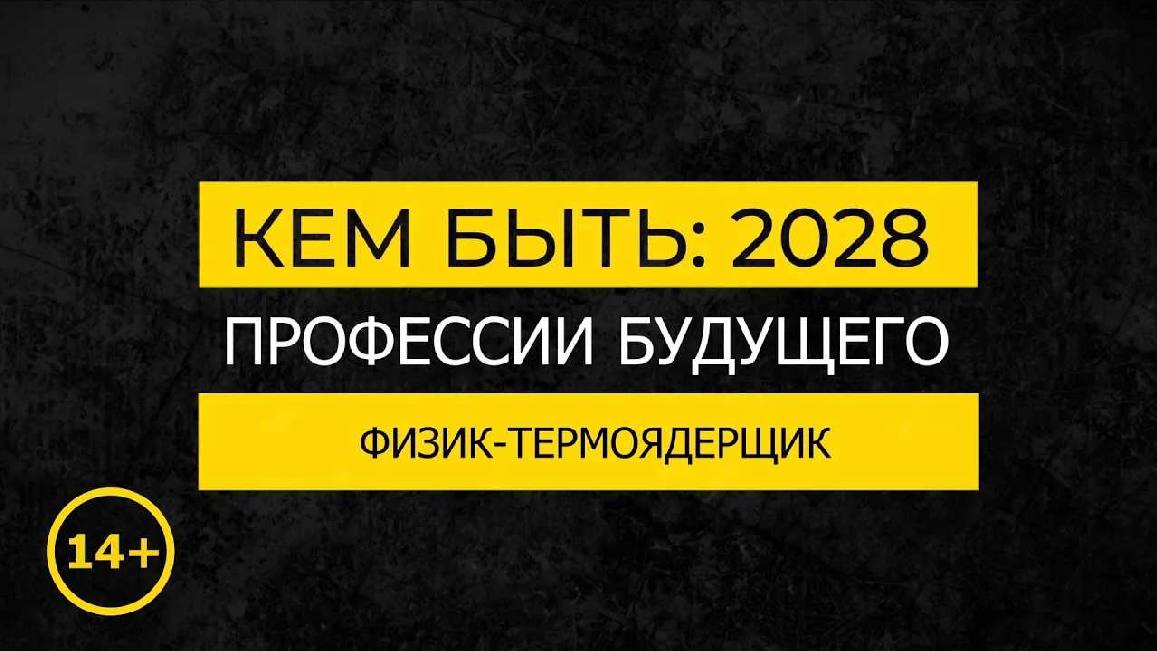 КЕМ БЫТЬ: 2028
ПРОФЕССИИ БУДУЩЕГО
ФИЗИК-ТЕРМОЯДЕРЩИК
14+